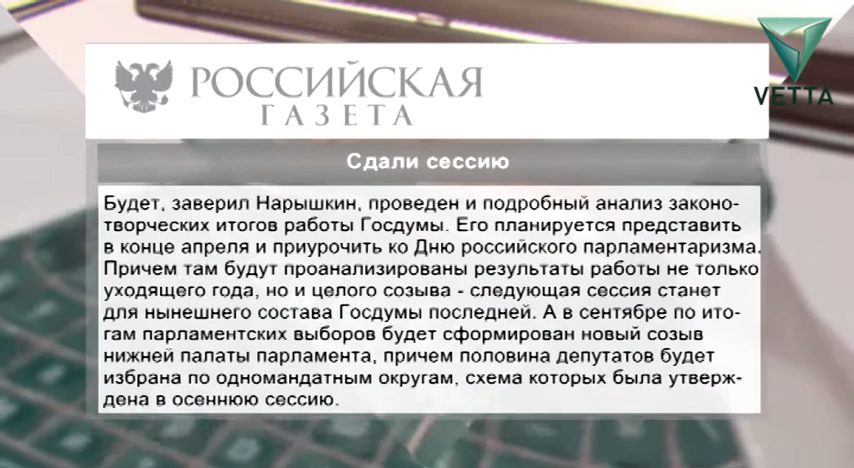 РОССИЙСКАЯ
ГАЗЕТА
VETTA
Сдали сессию
Будет, заверил Нарышкин, проведен и подробный анализ законо-
творческих итогов работы Госдумы. Его планируется представить
в конце апреля и приурочить ко Дню российского парламентаризма.
Причем там будут проанализированы результаты работы не только
уходящего года, но и целого созыва - следующая сессия станет
для нынешнего состава Госдумы последней. А в сентябре по ито-
гам парламентских выборов будет сформирован новый созыв
нижней палаты парламента, причем половина депутатов будет
избрана по одномандатным округам, схема которых была утверж-
дена в осеннюю сессию.